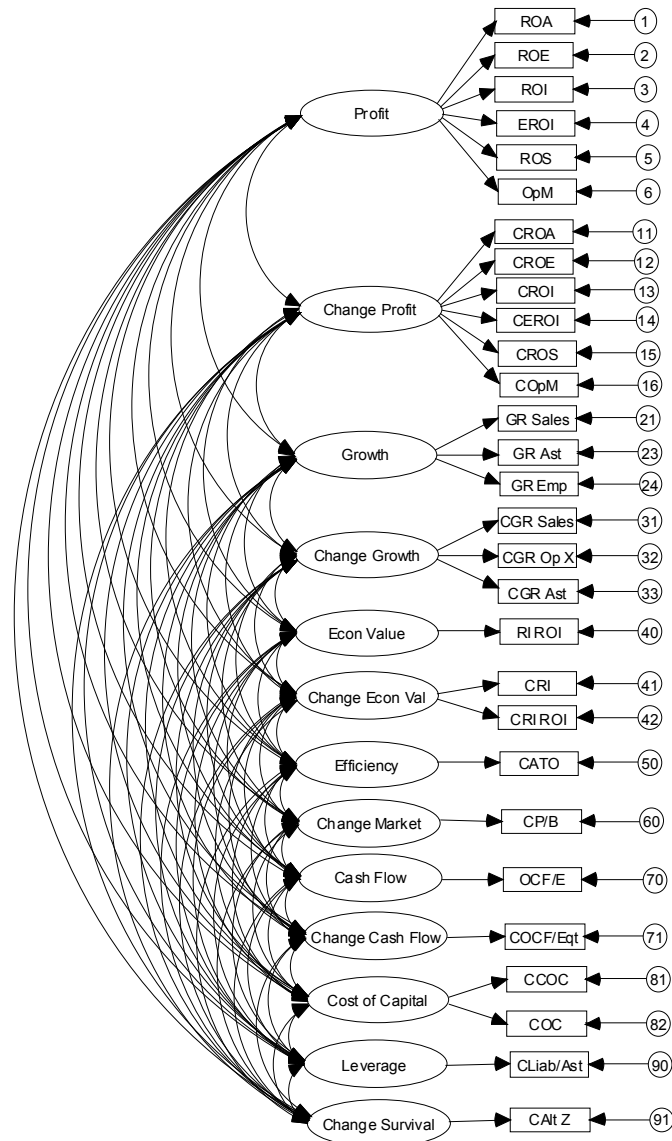 ROA 1
ROE 2
ROI 3
Profit
EROI 4
ROS 5
OpM 6
CROA 11
CROE 12
CROI 13
Change Profit
CEROI 14
CROS 15
COpM 16
GR Sales 21
Growth GR Ast 23
GR Emp 24
CGR Sales 31
Change Growth CGR Op X 32
CGR Ast 33
Econ Value RI ROI 40
CRI 41
Change Econ Val
CRI ROI 42
Efficiency CATO 50
Change Market CP/B 60
Cash Flow OCF/E 70
Change Cash Flow COCF/Eqt 71
CCOC 81
Cost of Capital
COC 82
Leverage CLiab/Ast 90
Change Survival CAlt Z 91